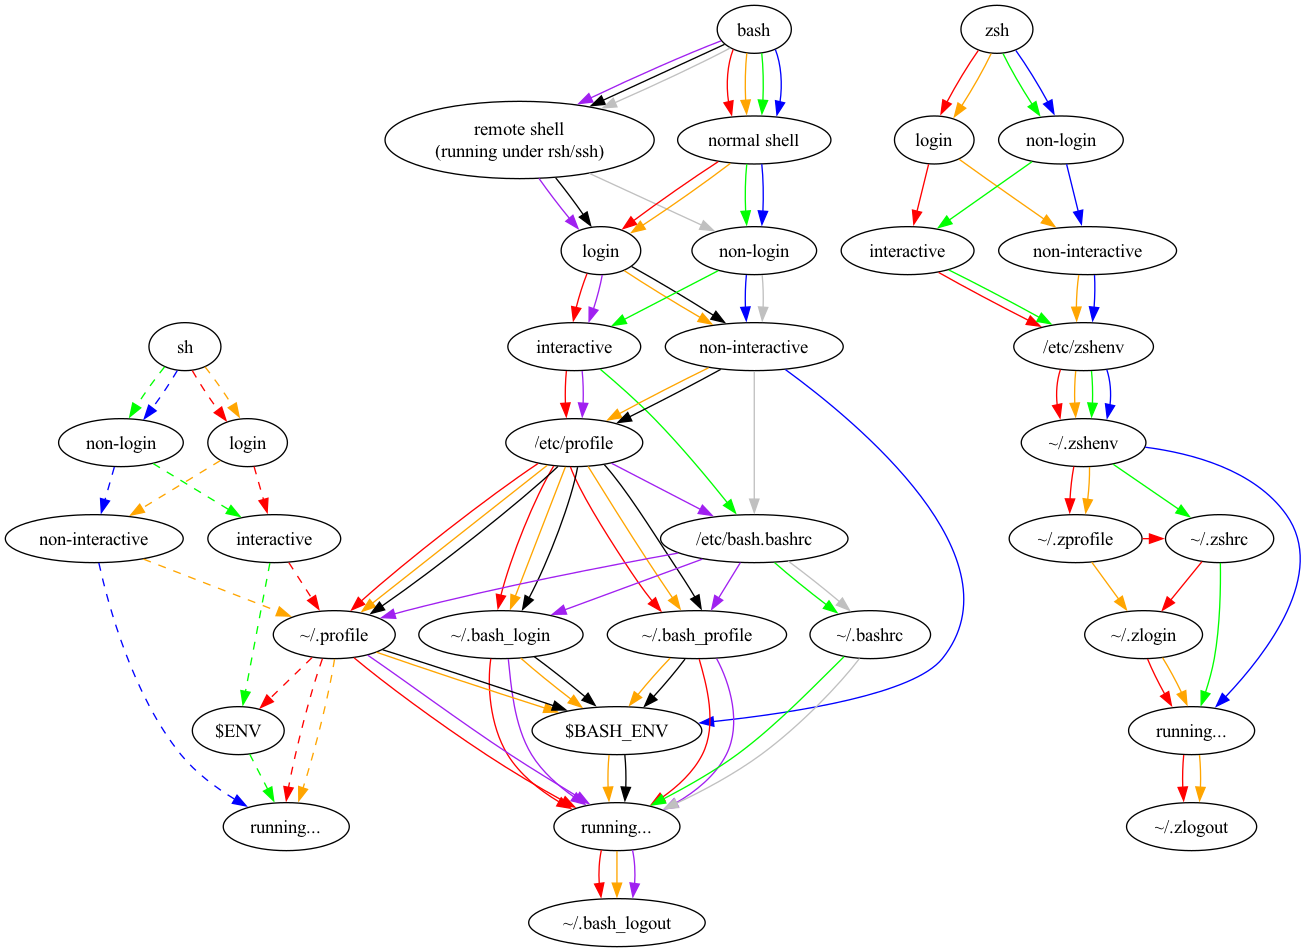 bash
zsh
remote shell
(running under rsh/ssh)
normal shell
login
non-login
login
non-login
interactive
non-interactive
sh
interactive
non-interactive
/etc/zshenv
non-login
login
/etc/profile
~/.zshenv
non-interactive
interactive
/etc/bash.bashrc
~/.zprofile
~/.zshrc
~/.profile
~/.bash_login
~/.bash_profile
~/.bashrc
~/.zlogin
$ENV
$BASH_ENV
running...
running...
running...
~/.zlogout
~/.bash_logout